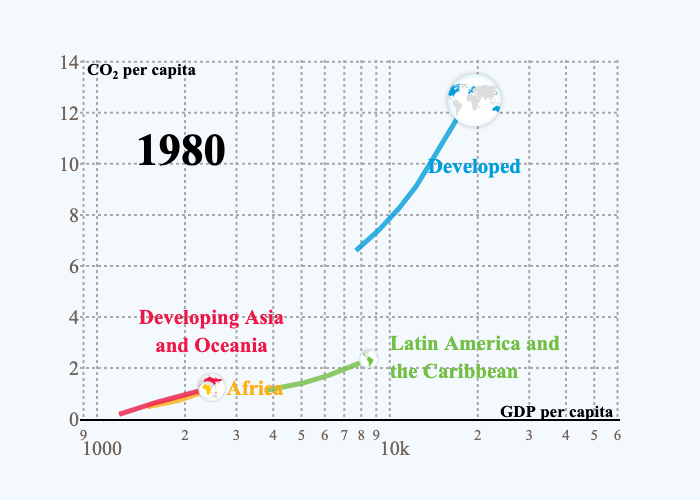 14
CO₂ per capita
12
1980
10
Developed
8
6
4
Developing Asia
and Oceania
Latin America and
the Caribbean
2
Africa
0
GDP per capita
9 2 3 4 5 6 7 8 9 2 3 4 5 6
1000 10k